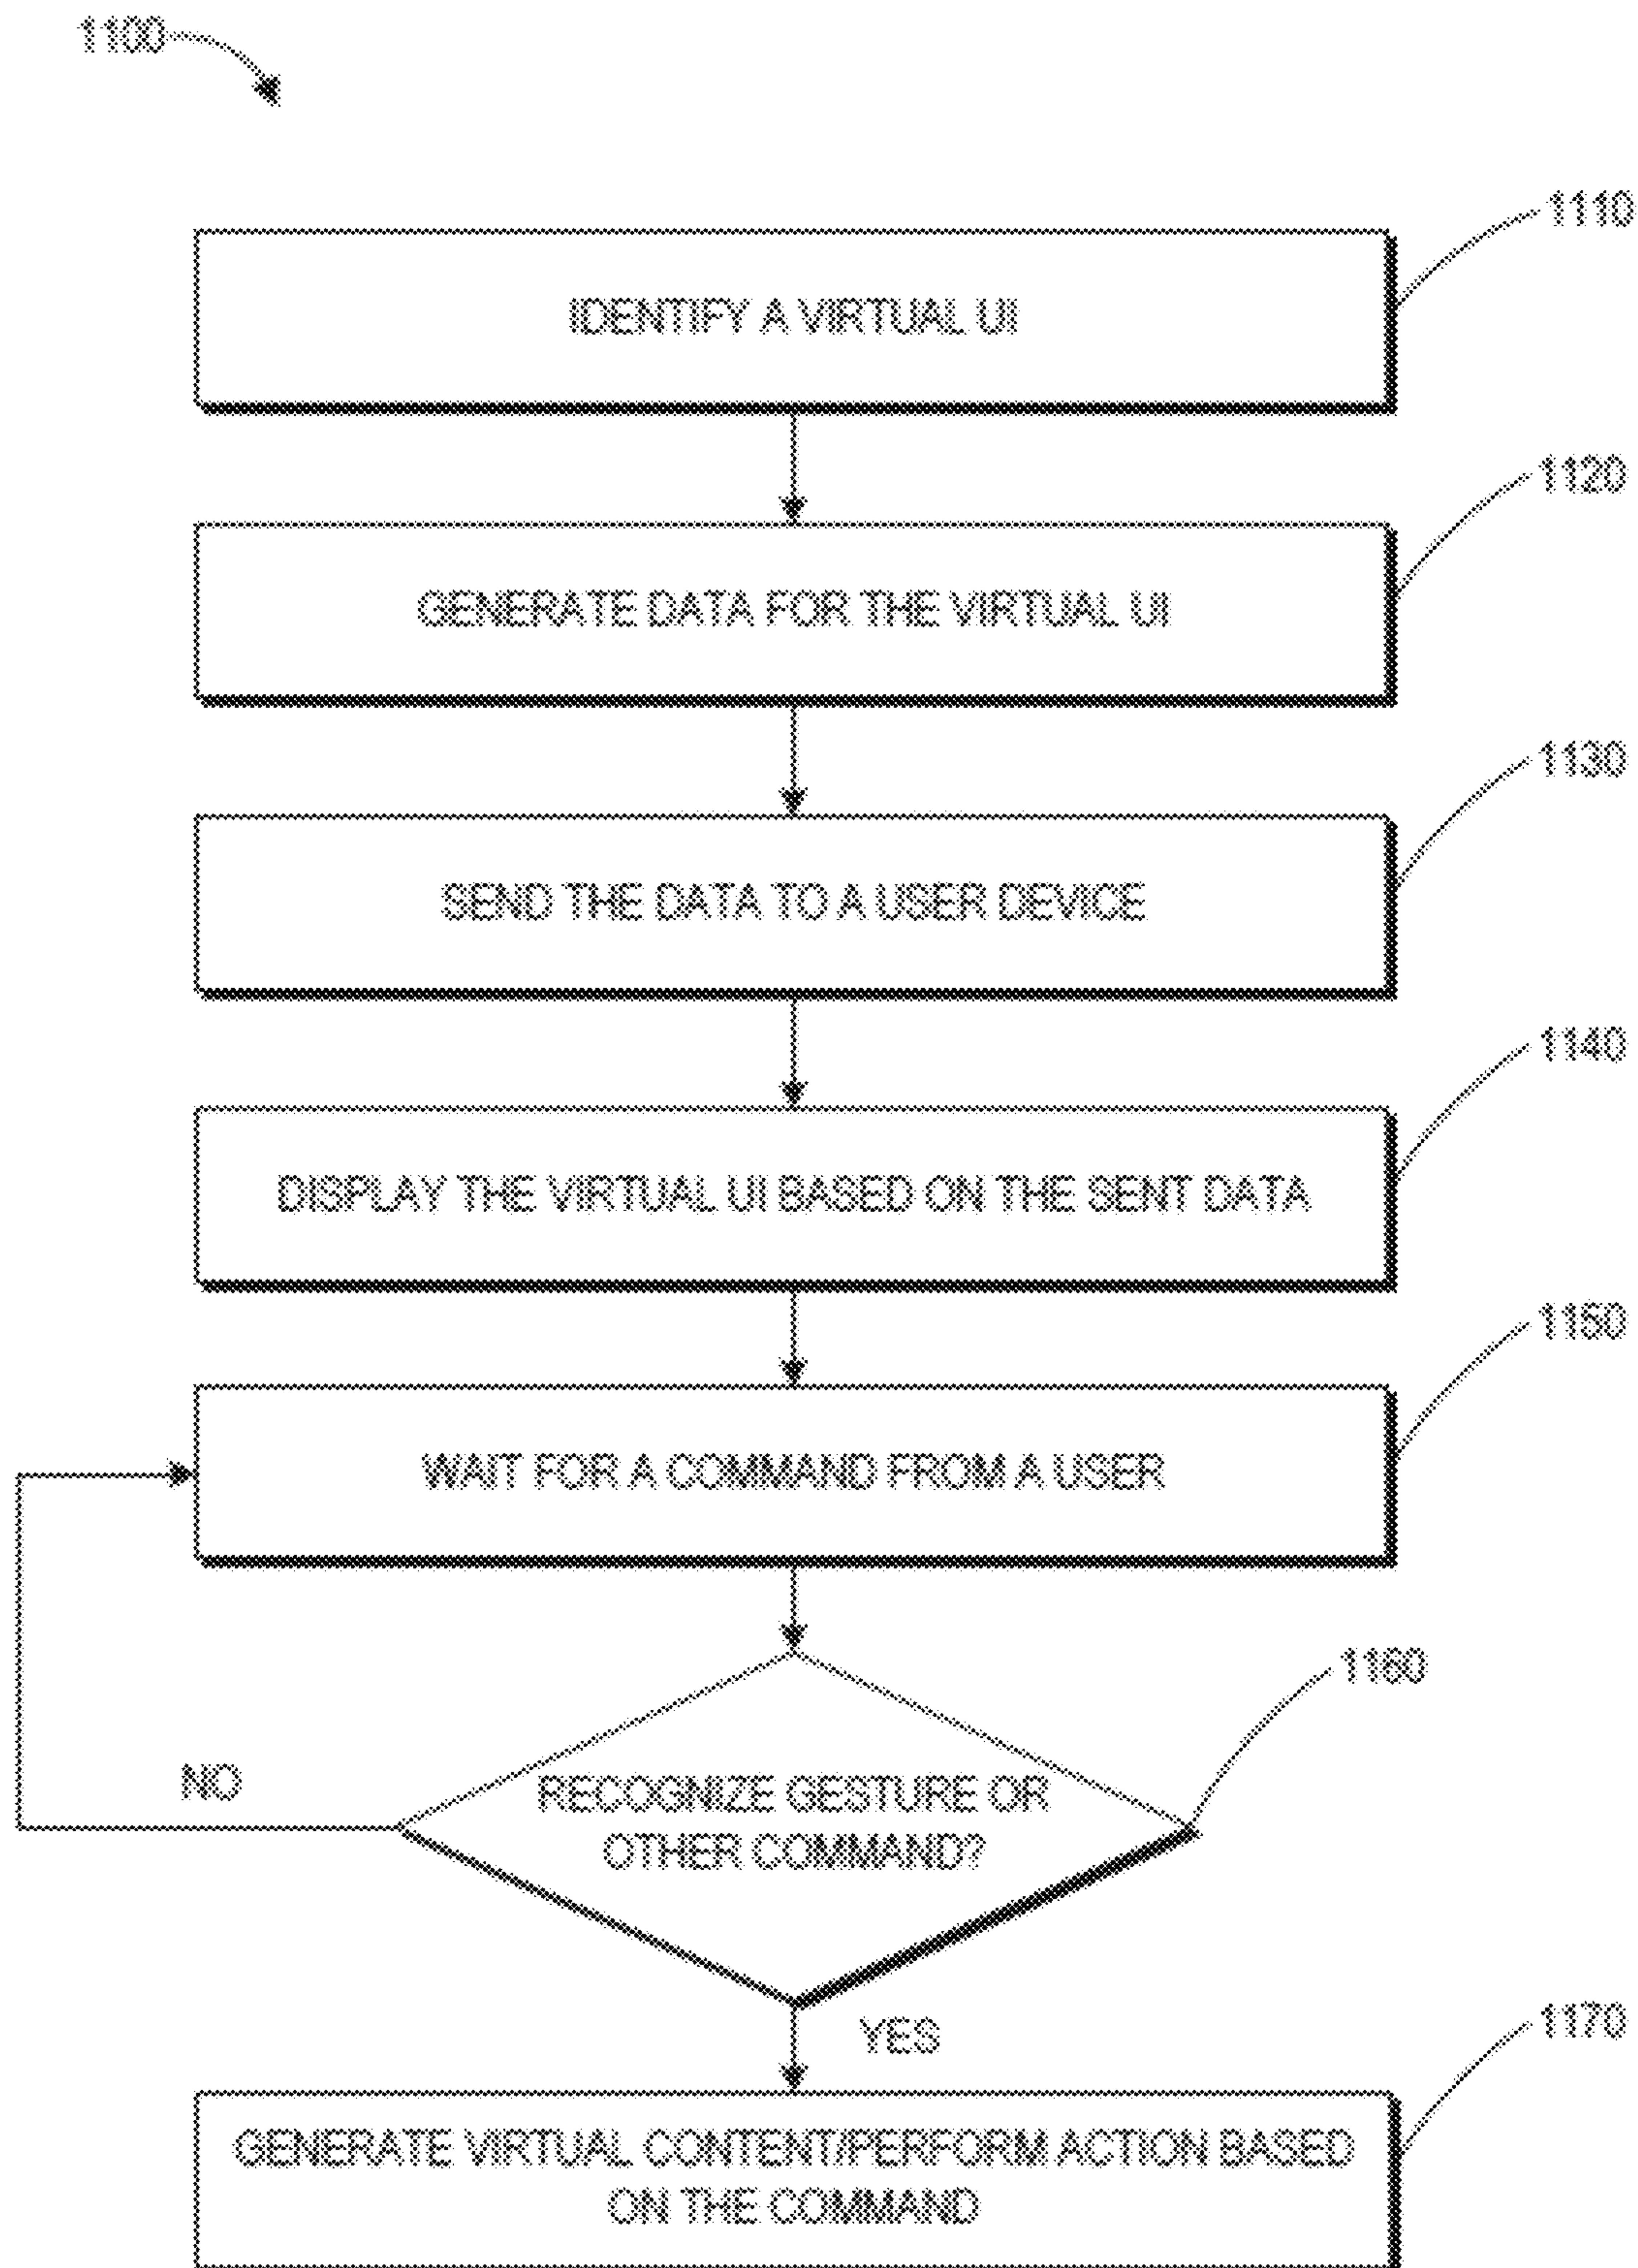 1100
1110
IDENTIFY A VIRTUAL UI
1120
GENERATE DATA FOR THE VIRTUAL UI
1130
SEND THE DATA TO A USER DEVICE
1140
DISPLAY THE VIRTUAL UI BASED ON THE SENT DATA
1150
WAIT FOR A COMMAND FROM A USER
1160
NO
RECOGNIZE GESTURE OR
OTHER COMMAND?
YES
1170
GENERATE VIRTUAL CONTENT/PERFORM ACTION BASED
ON THE COMMAND